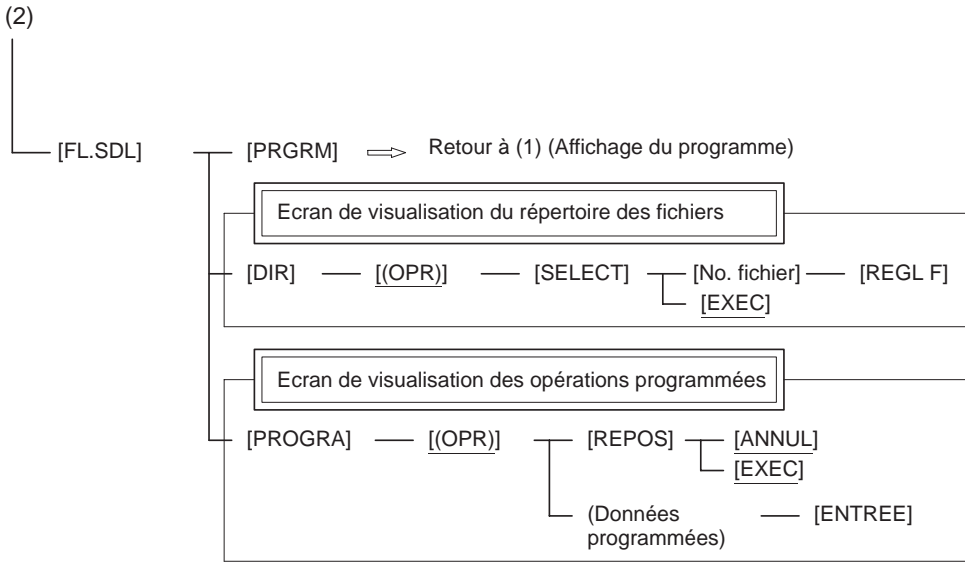 (2)
[FL.SDL] [PRGRM] Retour à (1) (Affichage du programme)
Ecran de visualisation du répertoire des fichiers
[DIR] [(OPR)] [SELECT] [No. fichier] [REGL F]
[EXEC]
Ecran de visualisation des opérations programmées
[PROGRA] [(OPR)] [REPOS] [ANNUL]
[EXEC]
(Données [ENTREE]
programmées)